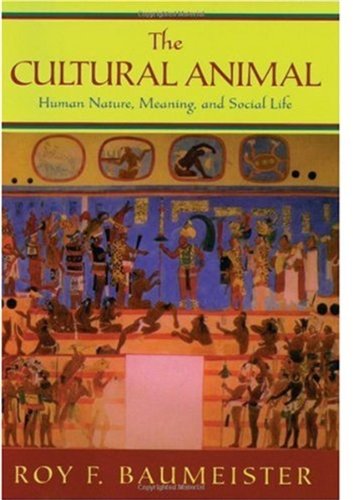 The
CULTURAL ANIMAL
Human Nature, Meaning, and Social Life
ROY F. BAUMEISTER